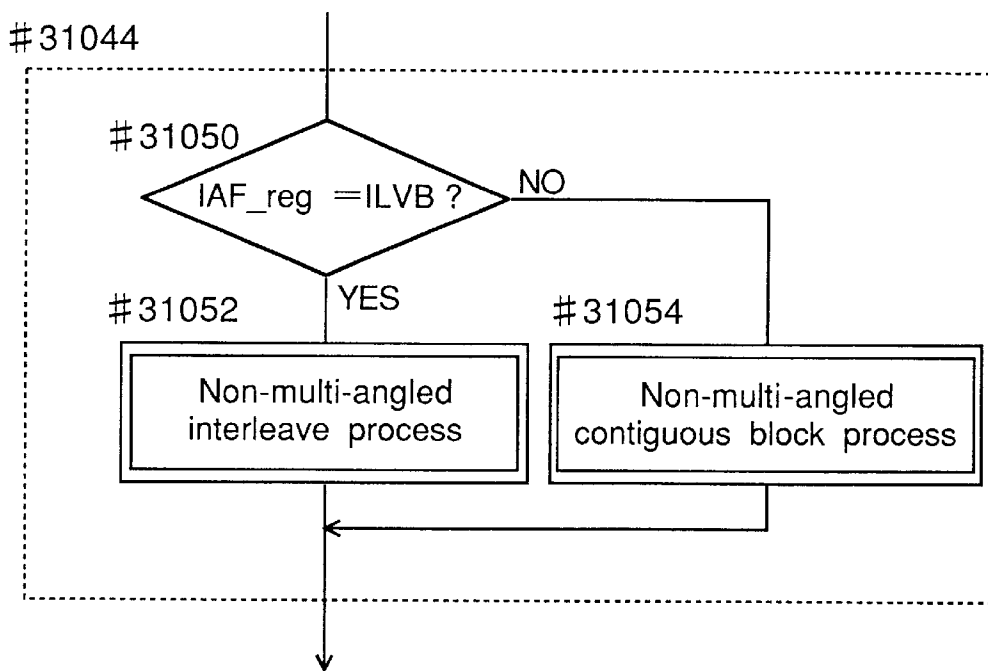 #31044
#31050
IAF_reg =ILVB ?
NO
YES
#31052
#31054
Non-multi-angled
interleave process
Non-multi-angled
contiguous block process